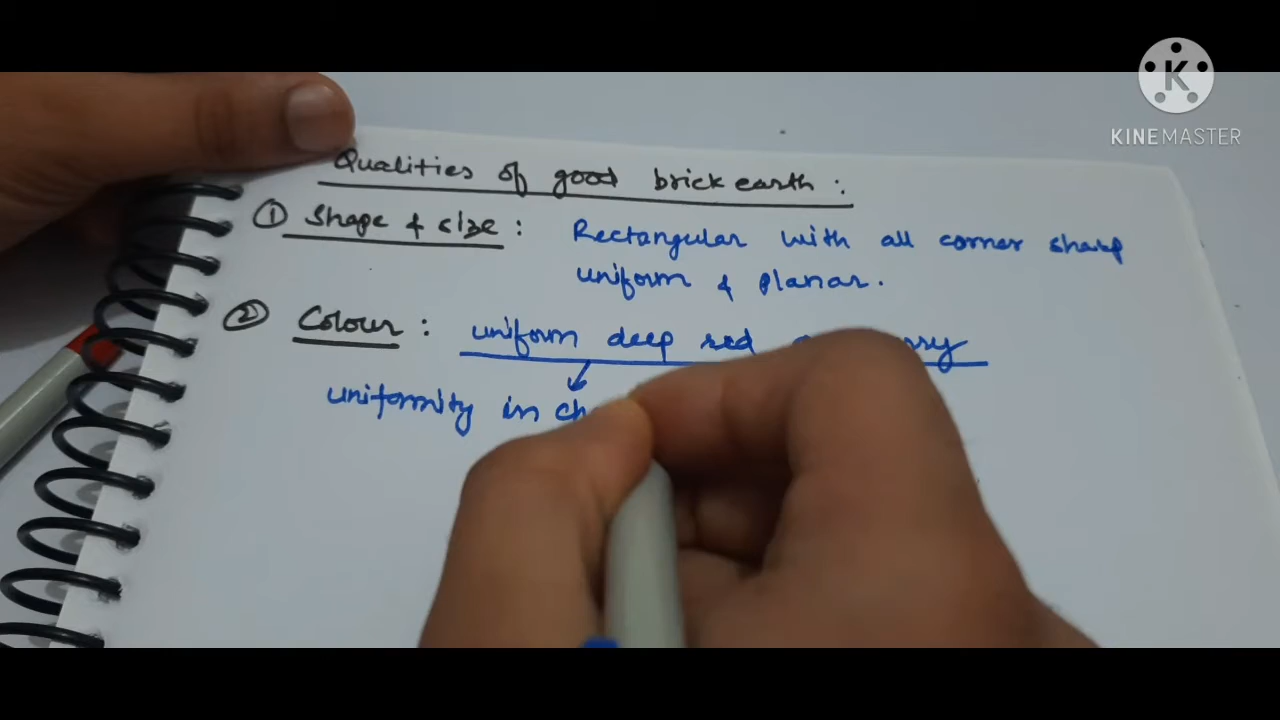 KINEMASTER
Qualities of good brick earth :
① Shape & size : Rectangular with all corner sharp
uniform & planar.
② Colour : uniform deep red
uniformity in